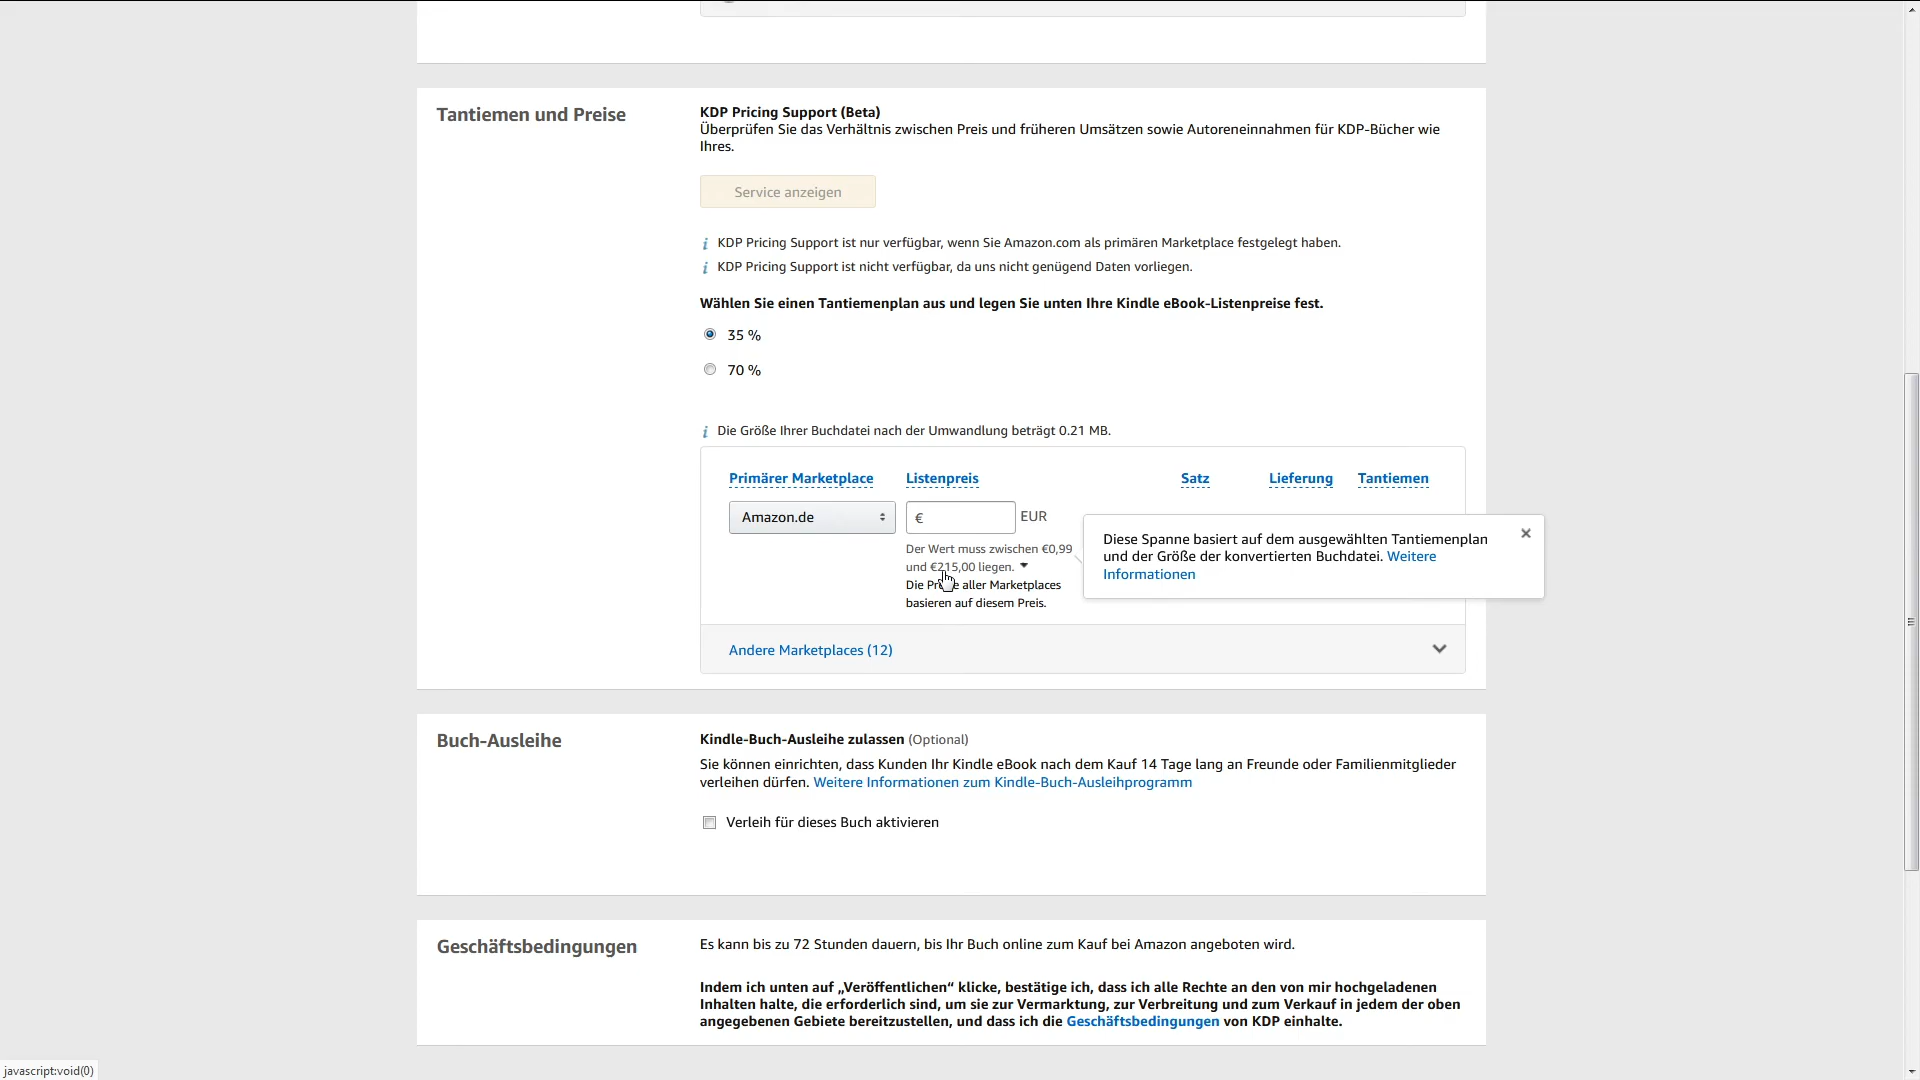 Tantiemen und Preise
KDP Pricing Support (Beta)
Überprüfen Sie das Verhältnis zwischen Preis und früheren Umsätzen sowie Autoreneinnahmen für KDP-Bücher wie
Ihres.
Service anzeigen
i KDP Pricing Support ist nur verfügbar, wenn Sie Amazon.com als primären Marketplace festgelegt haben.
i KDP Pricing Support ist nicht verfügbar, da uns nicht genügend Daten vorliegen.
Wählen Sie einen Tantiemenplan aus und legen Sie unten Ihre Kindle eBook-Listenpreise fest.
35 %
70 %
i Die Größe Ihrer Buchdatei nach der Umwandlung beträgt 0.21 MB.
Primärer Marketplace Listenpreis Satz Lieferung Tantiemen
Amazon.de € EUR
Der Wert muss zwischen €0,99
und €215,00 liegen.
Die Preise aller Marketplaces
basieren auf diesem Preis.
Diese Spanne basiert auf dem ausgewählten Tantiemenplan
und der Größe der konvertierten Buchdatei. Weitere
Informationen
Andere Marketplaces (12)
Buch-Ausleihe
Kindle-Buch-Ausleihe zulassen (Optional)
Sie können einrichten, dass Kunden Ihr Kindle eBook nach dem Kauf 14 Tage lang an Freunde oder Familienmitglieder
verleihen dürfen. Weitere Informationen zum Kindle-Buch-Ausleihprogramm
Verleih für dieses Buch aktivieren
Geschäftsbedingungen
Es kann bis zu 72 Stunden dauern, bis Ihr Buch online zum Kauf bei Amazon angeboten wird.
Indem ich unten auf „Veröffentlichen“ klicke, bestätige ich, dass ich alle Rechte an den von mir hochgeladenen
Inhalten halte, die erforderlich sind, um sie zur Vermarktung, zur Verbreitung und zum Verkauf in jedem der oben
angegebenen Gebiete bereitzustellen, und dass ich die Geschäftsbedingungen von KDP einhalte.
javascript:void(0)